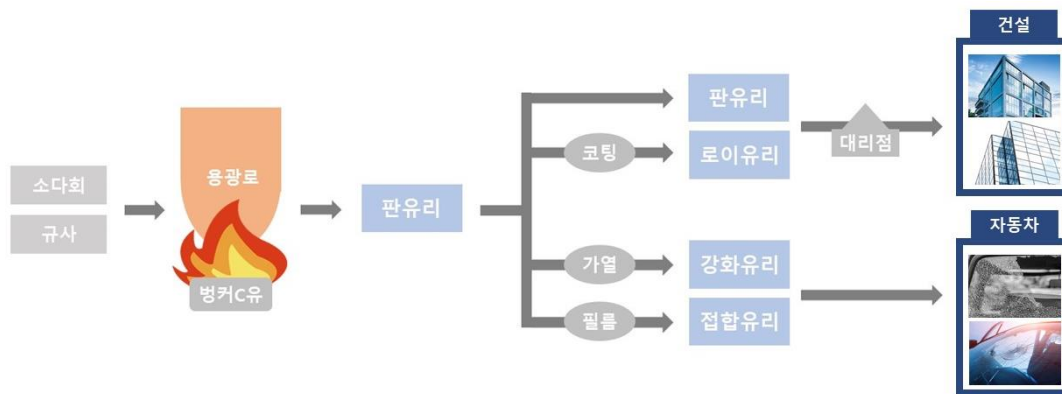 건설
판유리
코팅
로이유리
대리점
소다회
규사
용광로
벙커C유
판유리
자동차
가열
강화유리
필름
접합유리